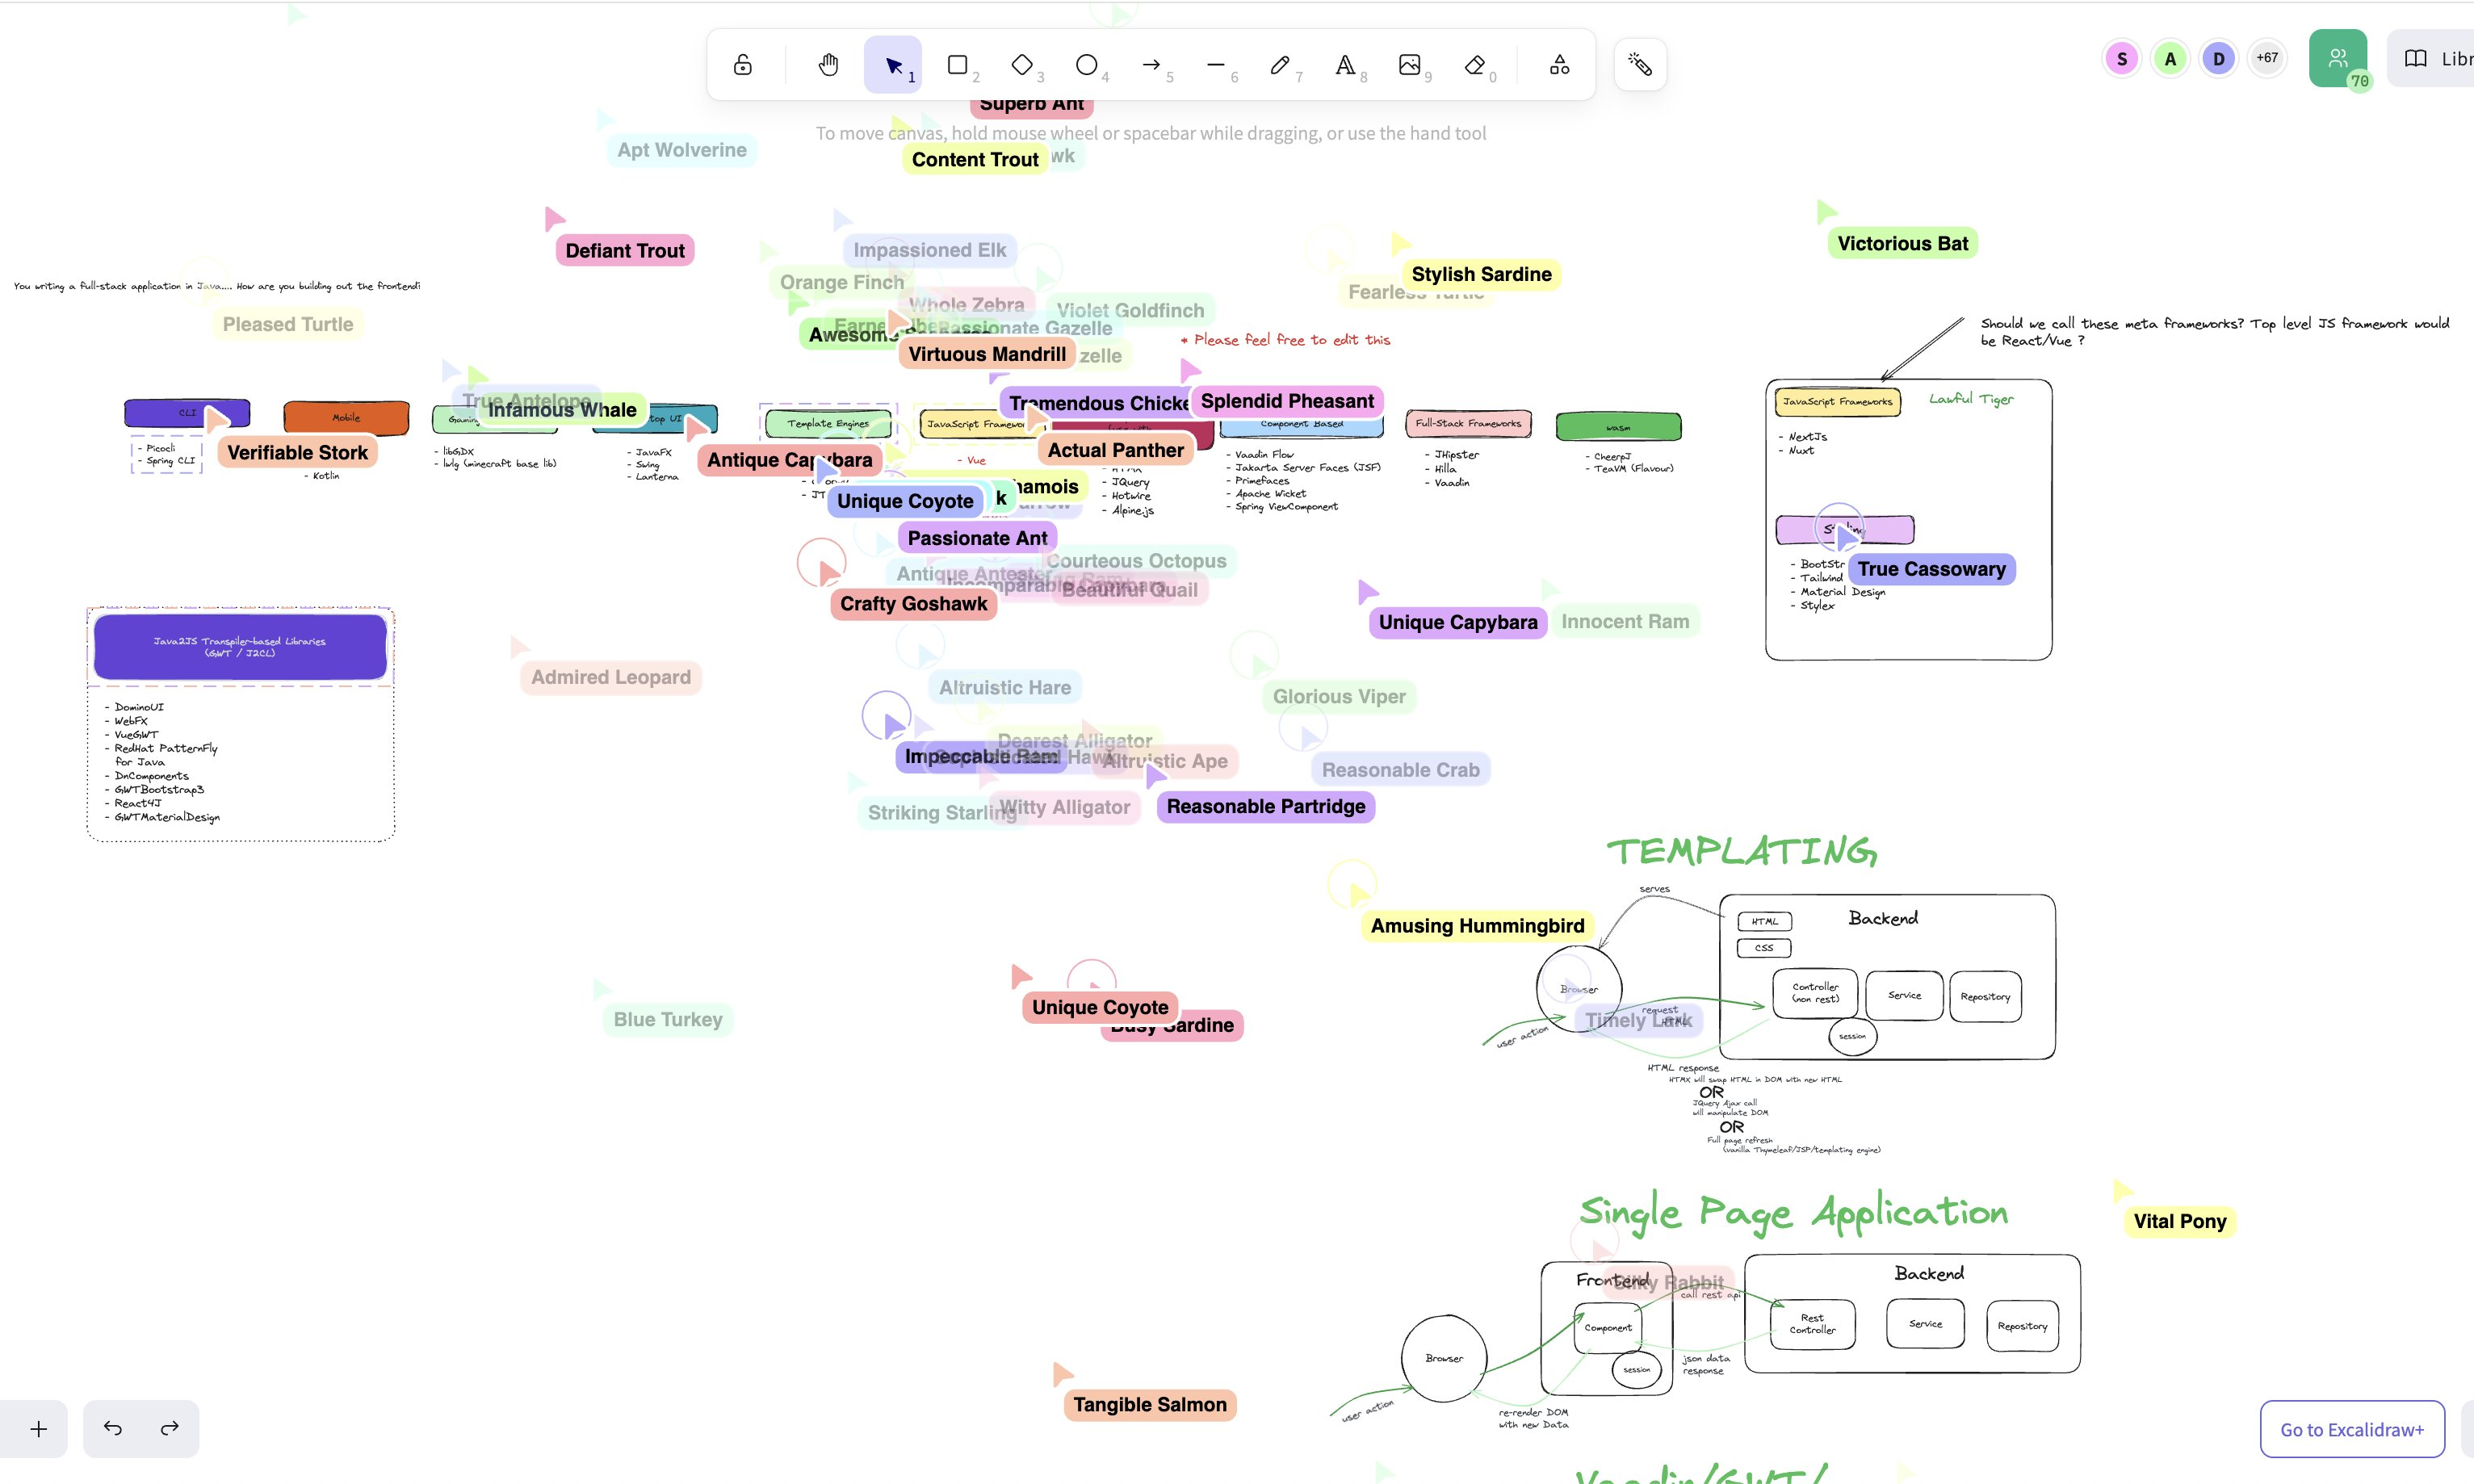 1
2
3
4
5
6
7
8
9
0
S
A
D
+67
70
Libr
Superb Ant
To move canvas, hold mouse wheel or spacebar while dragging, or use the hand tool
Apt Wolverine
Content Trout
wk
Defiant Trout
Impassioned Elk
Victorious Bat
Stylish Sardine
Orange Finch
Fearless Turtle
You writing a full-stack application in Java.... How are you building out the frontend
Whole Zebra
Violet Goldfinch
Pleased Turtle
Passionate Gazelle
Awesome
Virtuous Mandrill
zelle
* Please feel free to edit this
Should we call these meta frameworks? Top level JS framework would
be React/Vue ?
True Antelope
Infamous Whale
Tremendous Chicke
Splendid Pheasant
CLI
Mobile
Gaming
top UI
Template Engines
JavaScript Framewor
Component Based
Full-Stack Frameworks
wasm
- Picocli
- Spring CLI
Verifiable Stork
- Kotlin
- libGDX
- lwlg (minecraft base lib)
- JavaFX
- Swing
- Lanterna
Antique Capybara
- JT
Unique Coyote
k
hamois
- Vue
Actual Panther
- HTMX
- JQuery
- Hotwire
- Alpine.js
- Vaadin Flow
- Jakarta Server Faces (JSF)
- Primefaces
- Apache Wicket
- Spring ViewComponent
- JHipster
- Hilla
- Vaadin
- CheerpJ
- TeaVM (Flavour)
JavaScript Frameworks
Lawful Tiger
- NextJs
- Nuxt
Styling
- BootStr
- Tailwind
- Material Design
- Stylex
True Cassowary
Passionate Ant
Courteous Octopus
Antique Anteater
Incomparable
Beautiful Quail
Crafty Goshawk
Unique Capybara
Innocent Ram
Java2JS Transpiler-based Libraries
(GWT / J2CL)
- DominoUI
- WebFX
- VueGWT
- RedHat PatternFly
for Java
- DnComponents
- GWTBootstrap3
- React4J
- GWTMaterialDesign
Admired Leopard
Altruistic Hare
Glorious Viper
Dearest Alligator
Impeccable Ram
Hawk
Altruistic Ape
Reasonable Crab
Striking Starling
Witty Alligator
Reasonable Partridge
Amusing Hummingbird
Blue Turkey
Unique Coyote
Busy Sardine
Tangible Salmon
TEMPLATING
serves
HTML
CSS
Backend
Browser
Controller
(non rest)
Service
Repository
session
Timely Lark
request
HTML
user action
HTML response
HTMX will swap HTML in DOM with new HTML
OR
JQuery Ajax call
will manipulate DOM
OR
Full page refresh
(vanilla Thymeleaf/JSP/templating engine)
Vital Pony
Single Page Application
Frontend
Silky Rabbit
Backend
call rest api
Component
session
Rest
Controller
Service
Repository
Browser
json data
response
user action
re-render DOM
with new Data
Go to Excalidraw+
Vaadin/GWT/